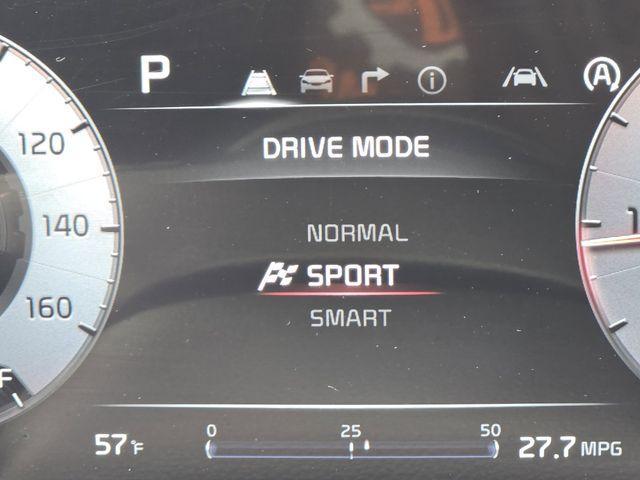 P
A
DRIVE MODE
120
140
160
NORMAL
SPORT
SMART
F
57°F
0 25 50
27.7 MPG